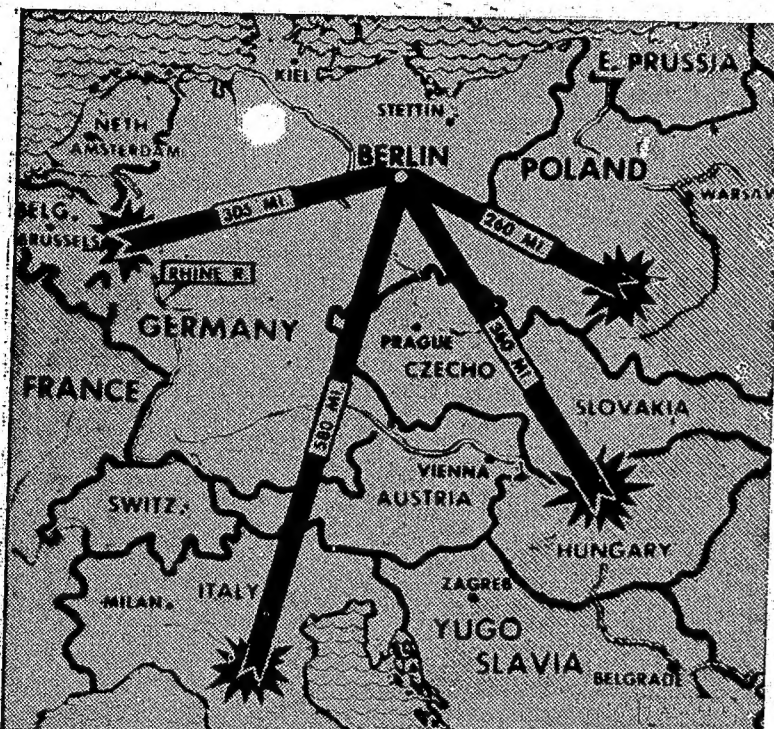 KIEL
E. PRUSSIA
STETTIN
NETH
AMSTERDAM
BERLIN
POLAND
WARSAW
305 MI.
260 MI.
BELG.
BRUSSELS
RHINE R.
GERMANY
PRAGUE
CZECHO
360 MI.
FRANCE
580 MI.
SLOVAKIA
VIENNA
AUSTRIA
SWITZ.
HUNGARY
ITALY
MILAN
ZAGREB
YUGO
SLAVIA
BELGRADE